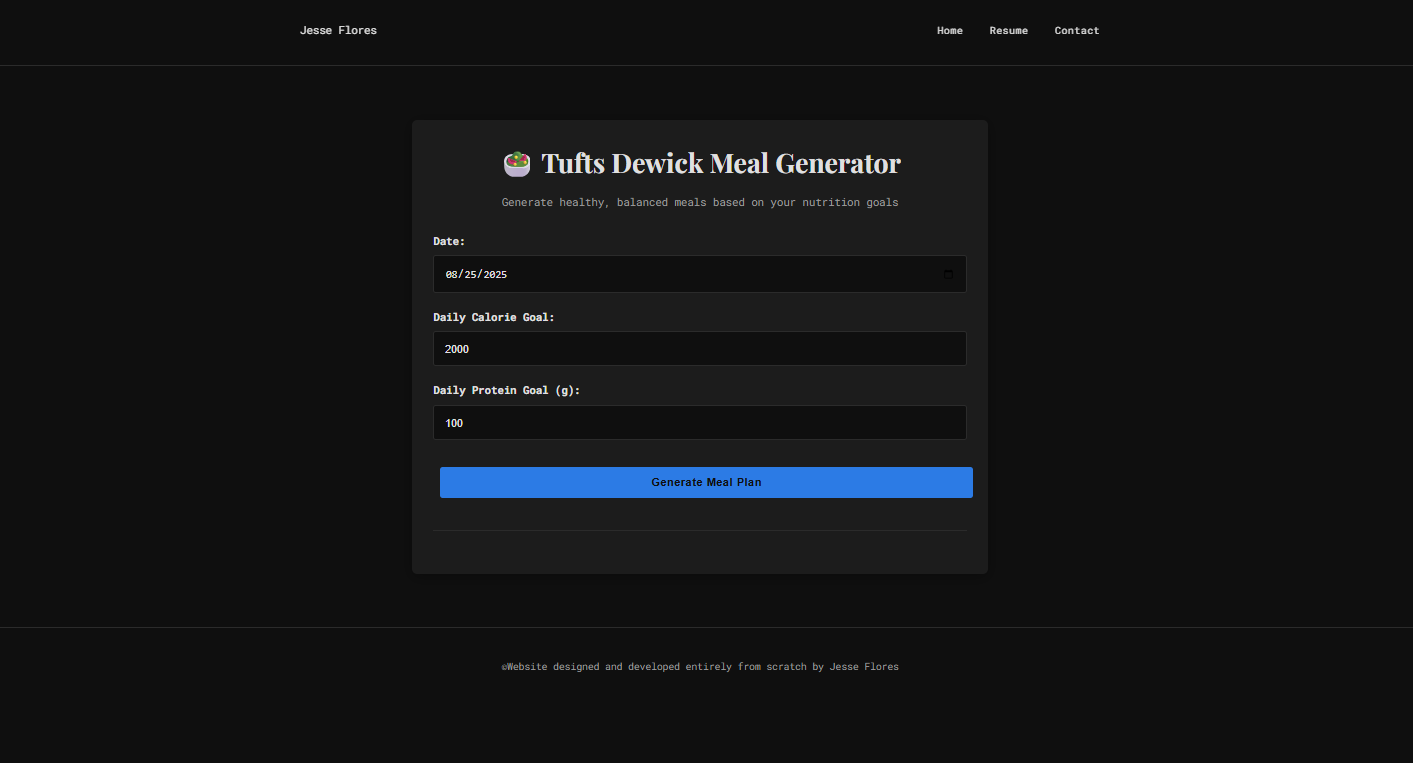 Jesse Flores
Home Resume Contact
🥗 Tufts Dewick Meal Generator
Generate healthy, balanced meals based on your nutrition goals
Date:
08/25/2025
Daily Calorie Goal:
2000
Daily Protein Goal (g):
100
Generate Meal Plan
©Website designed and developed entirely from scratch by Jesse Flores